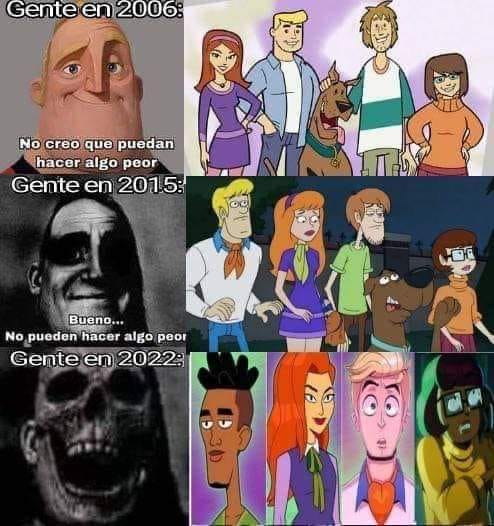 Gente en 2006:
No creo que puedan
hacer algo peor
Gente en 2015:
Bueno...
No pueden hacer algo peor
Gente en 2022: